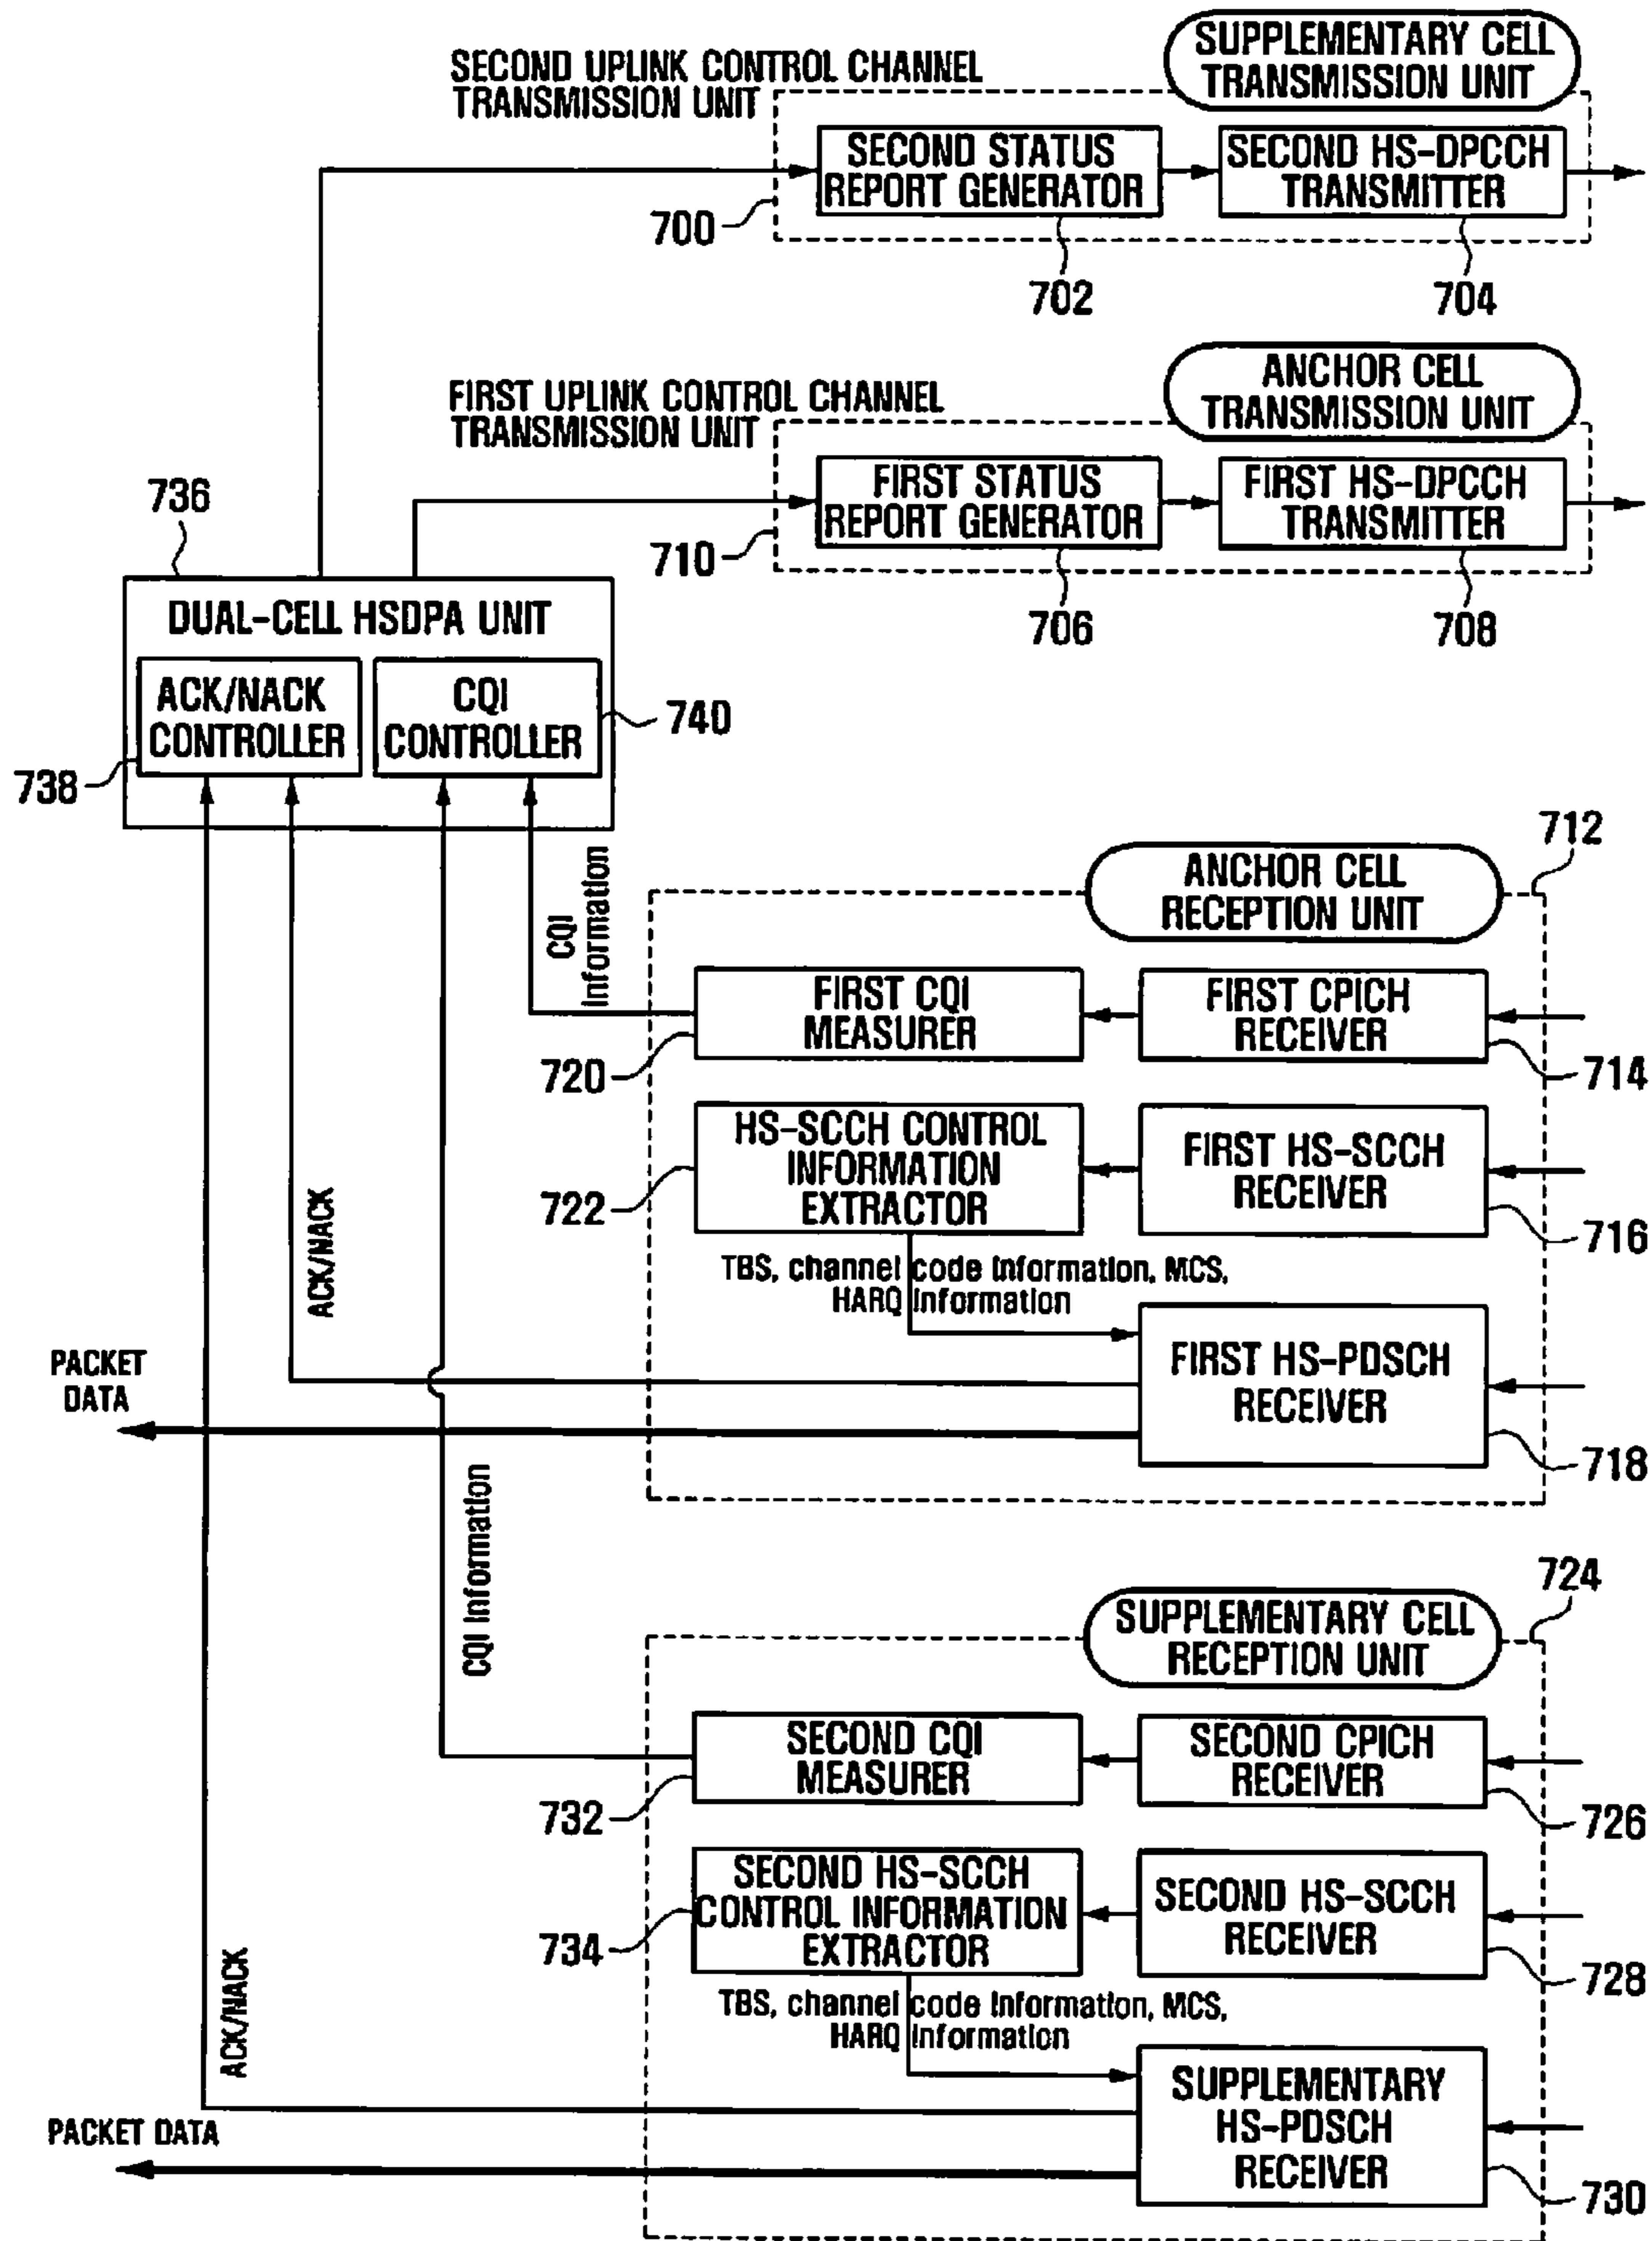 SUPPLEMENTARY CELL
TRANSMISSION UNIT
SECOND UPLINK CONTROL CHANNEL
TRANSMISSION UNIT
SECOND STATUS
REPORT GENERATOR
SECOND HS-DPCCH
TRANSMITTER
700
702
704
ANCHOR CELL
TRANSMISSION UNIT
FIRST UPLINK CONTROL CHANNEL
TRANSMISSION UNIT
FIRST STATUS
REPORT GENERATOR
FIRST HS-DPCCH
TRANSMITTER
710
706
708
736
DUAL-CELL HSDPA UNIT
ACK/NACK
CONTROLLER
CQI
CONTROLLER
738
740
712
ANCHOR CELL
RECEPTION UNIT
CQI
Information
FIRST CQI
MEASURER
FIRST CPICH
RECEIVER
720
714
HS-SCCH CONTROL
INFORMATION
EXTRACTOR
FIRST HS-SCCH
RECEIVER
722
716
TBS, channel code Information, MCS,
HARQ Information
ACK/NACK
FIRST HS-PDSCH
RECEIVER
718
PACKET
DATA
CQI Information
724
SUPPLEMENTARY CELL
RECEPTION UNIT
SECOND CQI
MEASURER
SECOND CPICH
RECEIVER
732
726
SECOND HS-SCCH
CONTROL INFORMATION
EXTRACTOR
SECOND HS-SCCH
RECEIVER
734
728
TBS, channel code Information, MCS,
HARQ Information
ACK/NACK
SUPPLEMENTARY
HS-PDSCH
RECEIVER
730
PACKET DATA